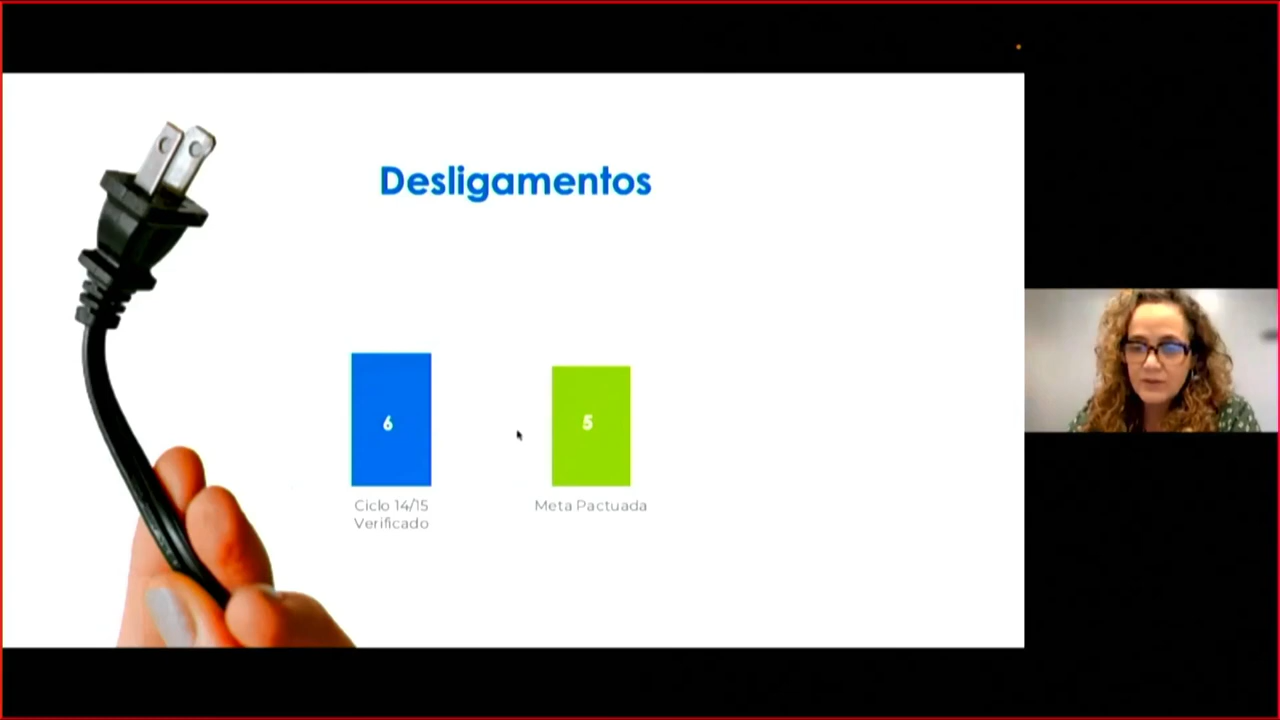 Desligamentos
6
5
Ciclo 14/15
Verificado
Meta Pactuada